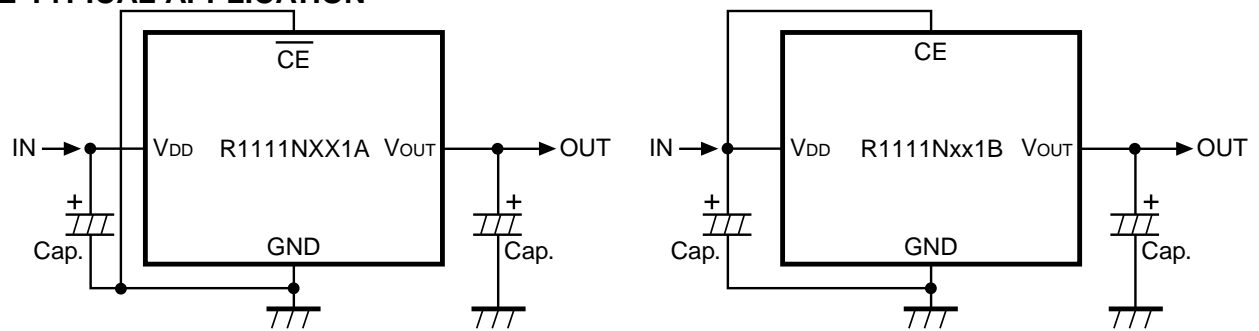 TYPICAL APPLICATION
CE
IN
VDD
R1111NXX1A
VOUT
OUT
+
Cap.
+
Cap.
GND
CE
IN
VDD
R1111Nxx1B
VOUT
OUT
+
Cap.
+
Cap.
GND